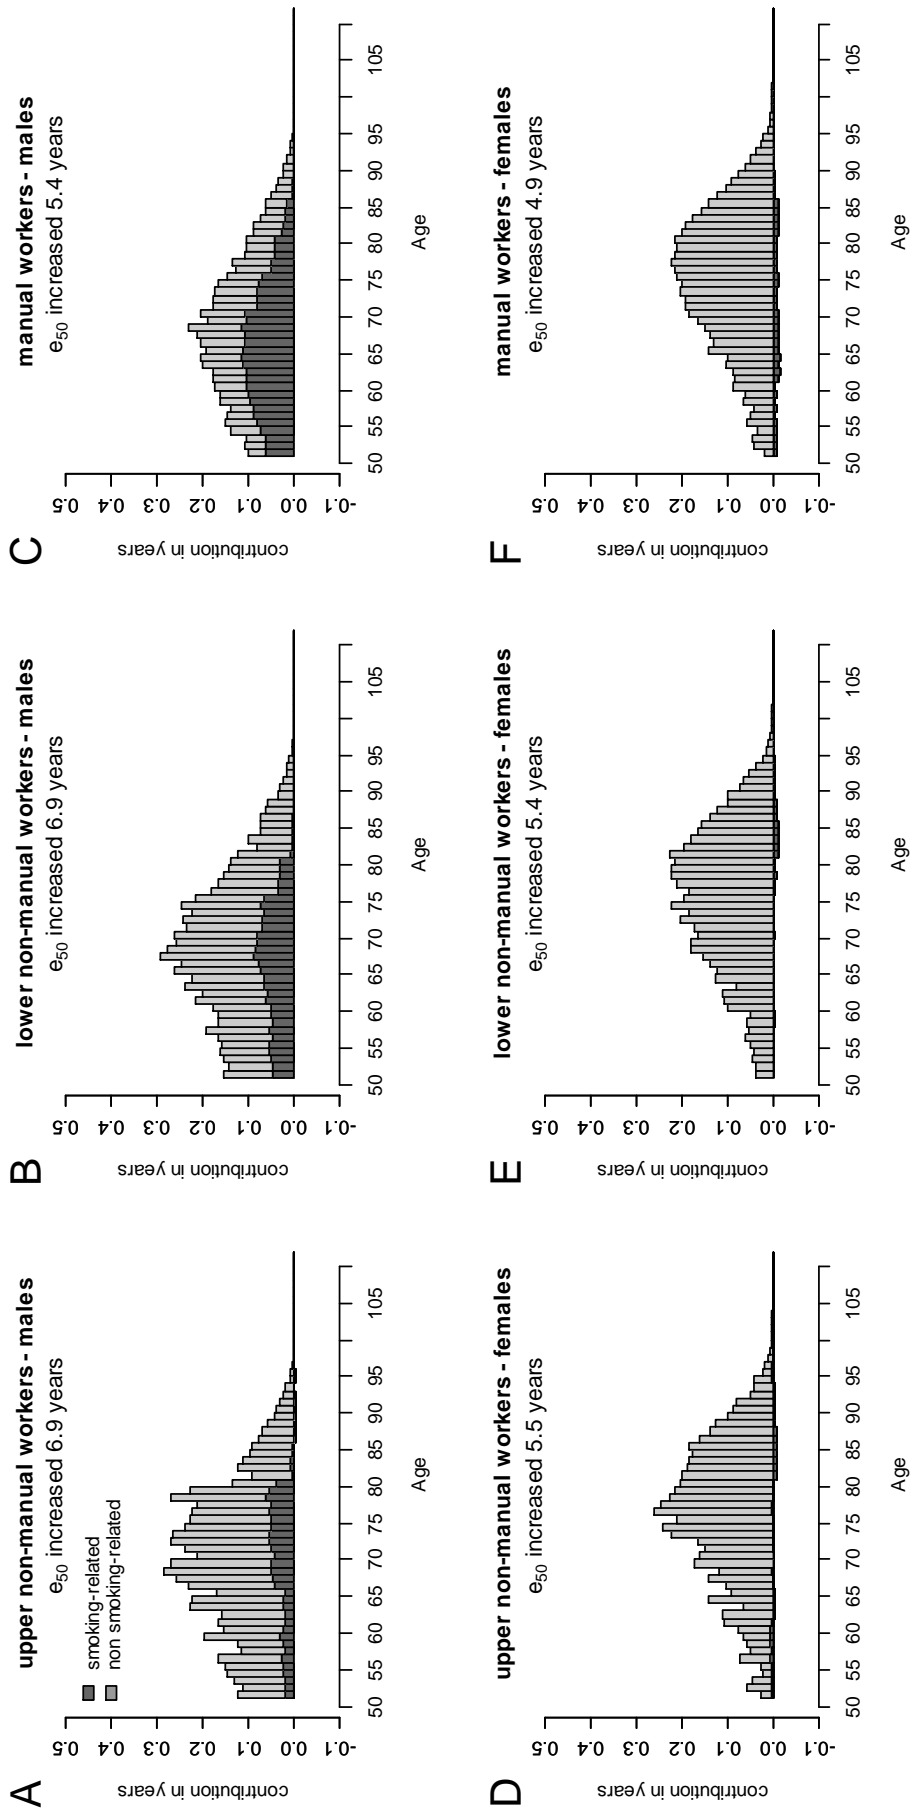 A
upper non-manual workers - males
e50 increased 6.9 years
smoking-related
non smoking-related
contribution in years
0.5
0.4
0.3
0.2
0.1
0.0
-0.1
50 55 60 65 70 75 80 85 90 95 105
Age
B
lower non-manual workers - males
e50 increased 6.9 years
contribution in years
0.5
0.4
0.3
0.2
0.1
0.0
-0.1
50 55 60 65 70 75 80 85 90 95 105
Age
C
manual workers - males
e50 increased 5.4 years
contribution in years
0.5
0.4
0.3
0.2
0.1
0.0
-0.1
50 55 60 65 70 75 80 85 90 95 105
Age
D
upper non-manual workers - females
e50 increased 5.5 years
contribution in years
0.5
0.4
0.3
0.2
0.1
0.0
-0.1
50 55 60 65 70 75 80 85 90 95 105
Age
E
lower non-manual workers - females
e50 increased 5.4 years
contribution in years
0.5
0.4
0.3
0.2
0.1
0.0
-0.1
50 55 60 65 70 75 80 85 90 95 105
Age
F
manual workers - females
e50 increased 4.9 years
contribution in years
0.5
0.4
0.3
0.2
0.1
0.0
-0.1
50 55 60 65 70 75 80 85 90 95 105
Age